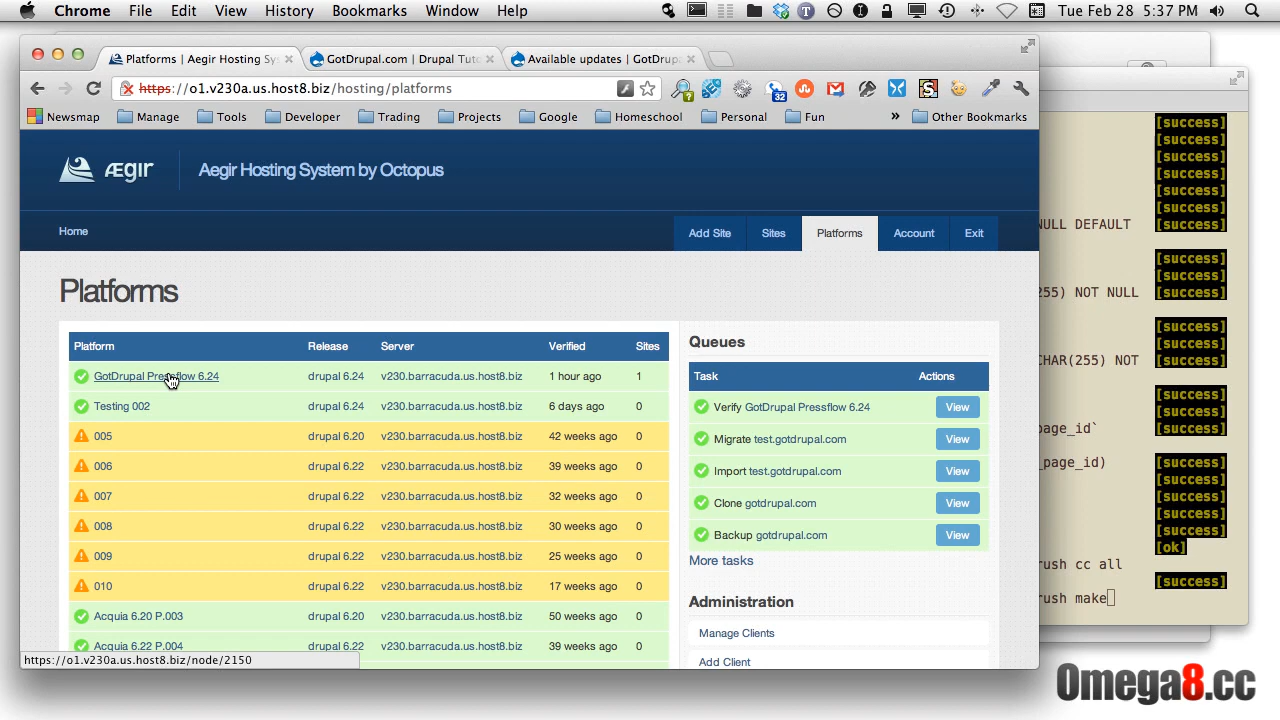 Chrome File Edit View History Bookmarks Window Help Tue Feb 28 5:37 PM
Platforms | Aegir Hosting Sys GotDrupal.com | Drupal Tuto Available updates | GotDrupa
https://o1.v230a.us.host8.biz/hosting/platforms
32
Newsmap Manage Tools Developer Trading Projects Google Homeschool Personal Fun » Other Bookmarks
ÆGIR Aegir Hosting System by Octopus
Home Add Site Sites Platforms Account Exit
Platforms
Platform Release Server Verified Sites
GotDrupal Pressflow 6.24 drupal 6.24 v230.barracuda.us.host8.biz 1 hour ago 1
Testing 002 drupal 6.24 v230.barracuda.us.host8.biz 6 days ago 0
005 drupal 6.20 v230.barracuda.us.host8.biz 42 weeks ago 0
006 drupal 6.22 v230.barracuda.us.host8.biz 39 weeks ago 0
007 drupal 6.22 v230.barracuda.us.host8.biz 32 weeks ago 0
008 drupal 6.22 v230.barracuda.us.host8.biz 30 weeks ago 0
009 drupal 6.22 v230.barracuda.us.host8.biz 25 weeks ago 0
010 drupal 6.22 v230.barracuda.us.host8.biz 17 weeks ago 0
Acquia 6.20 P.003 drupal 6.20 v230.barracuda.us.host8.biz 50 weeks ago 0
Acquia 6.22 P.004 drupal 6.22 v230.barracuda.us.host8.biz 39 weeks ago 0
https://o1.v230a.us.host8.biz/node/2150
Queues
Task Actions
Verify GotDrupal Pressflow 6.24 View
Migrate test.gotdrupal.com View
Import test.gotdrupal.com View
Clone gotdrupal.com View
Backup gotdrupal.com View
More tasks
Administration
Manage Clients
Add Client
[success]
[success]
[success]
[success]
[success]
[success]
NULL DEFAULT [success]
[success]
[success]
255) NOT NULL [success]
[success]
[success]
CHAR(255) NOT [success]
[success]
[success]
page_id` [success]
[success]
_page_id) [success]
[success]
[success]
[success]
[ok]
rush cc all
[success]
rush make
Omega8.cc